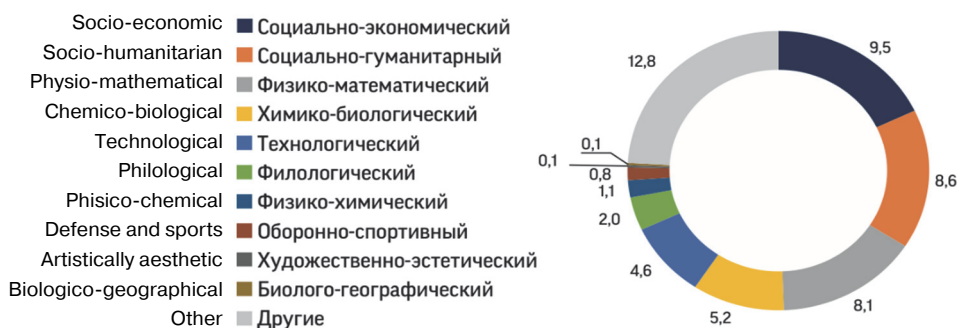 Socio-economic Социально-экономический
Socio-humanitarian Социально-гуманитарный
Physio-mathematical Физико-математический
Chemico-biological Химико-биологический
Technological Технологический
Philological Филологический
Phisico-chemical Физико-химический
Defense and sports Оборонно-спортивный
Artistically aesthetic Художественно-эстетический
Biologico-geographical Биолого-географический
Other Другие
9,5
8,6
8,1
5,2
4,6
2,0
1,1
0,8
0,1
0,1
12,8